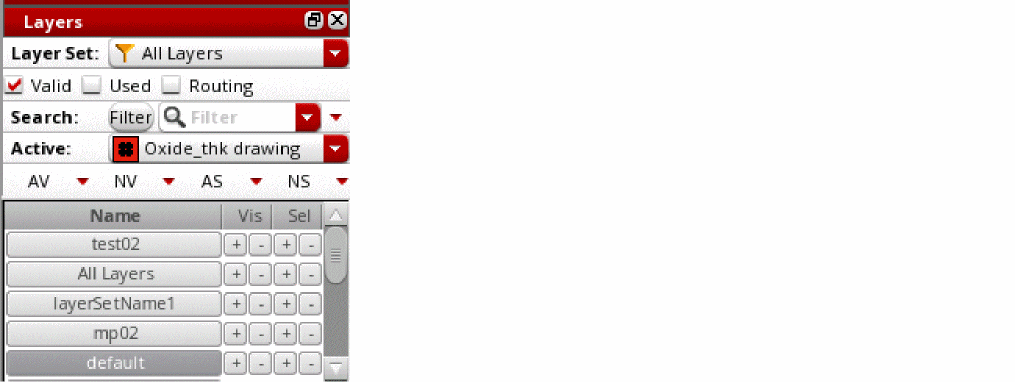 Layers
Layer Set: All Layers
Valid Used Routing
Search: Filter Filter
Active: Oxide_thk drawing
AV NV AS NS
Name Vis Sel
test02 + - + -
All Layers + - + -
layerSetName1 + - + -
mp02 + - + -
default + - + -